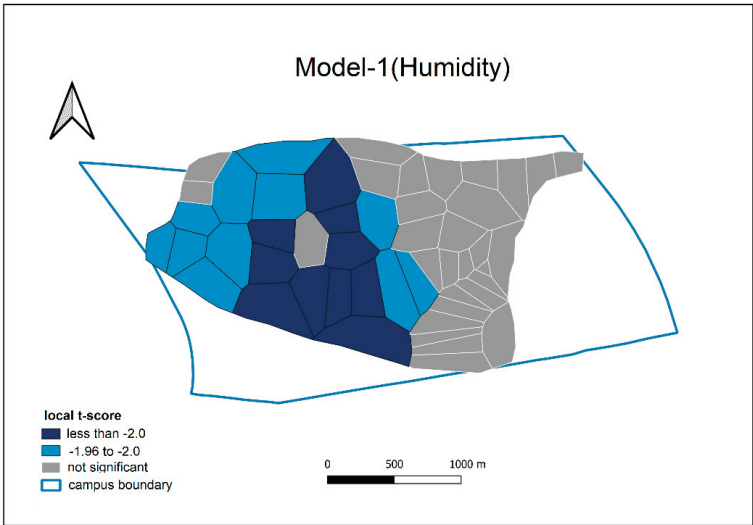 Model-1(Humidity)
local t-score
less than -2.0
-1.96 to -2.0
not significant
campus boundary
0 500 1000 m